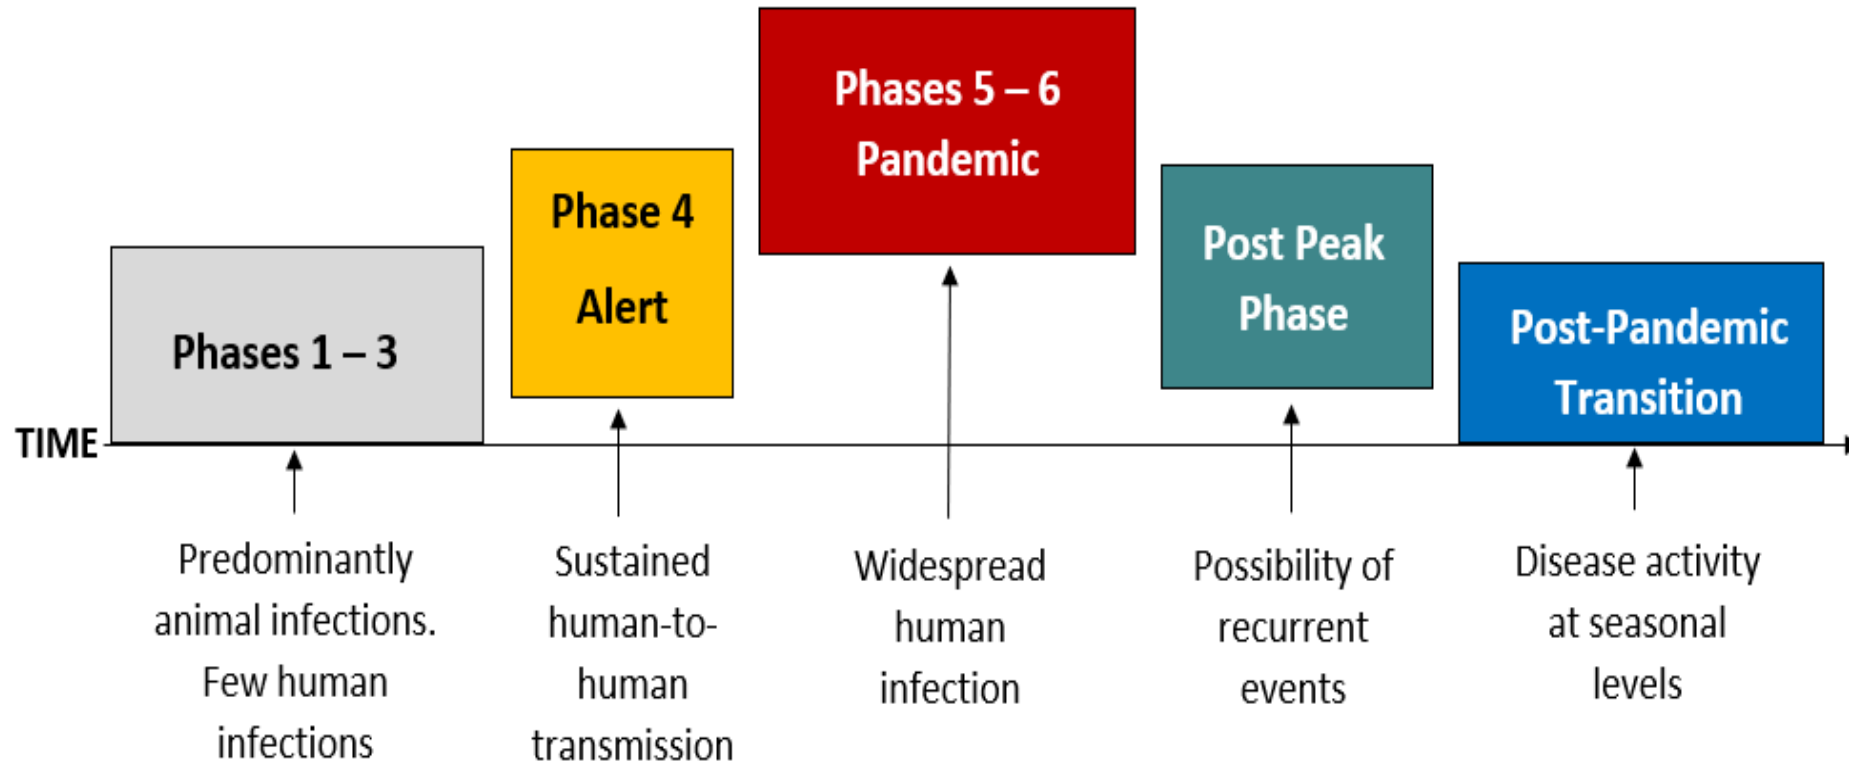 Phases 1 – 3
Phase 4
Alert
Phases 5 – 6
Pandemic
Post Peak
Phase
Post-Pandemic
Transition
TIME
Predominantly
animal infections.
Few human
infections
Sustained
human-to-
human
transmission
Widespread
human
infection
Possibility of
recurrent
events
Disease activity
at seasonal
levels